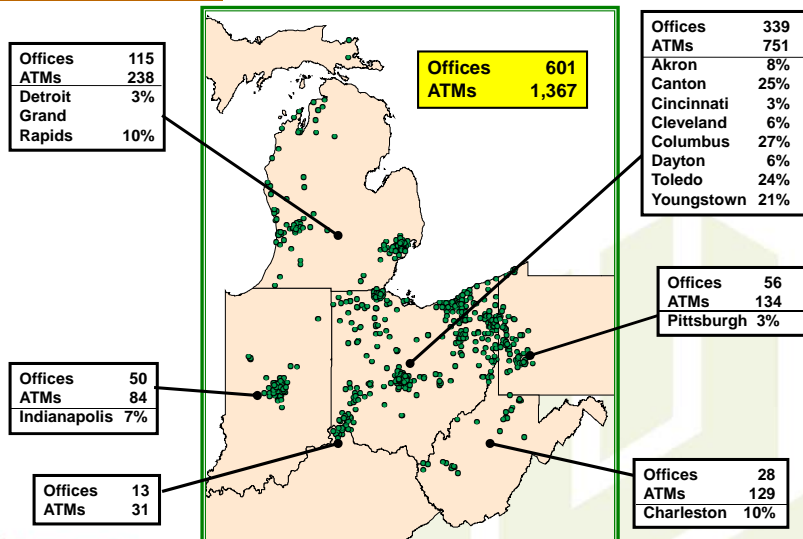 Offices 115
ATMs 238
Detroit 3%
Grand
Rapids 10%
Offices 601
ATMs 1,367
Offices 339
ATMs 751
Akron 8%
Canton 25%
Cincinnati 3%
Cleveland 6%
Columbus 27%
Dayton 6%
Toledo 24%
Youngstown 21%
Offices 56
ATMs 134
Pittsburgh 3%
Offices 50
ATMs 84
Indianapolis 7%
Offices 13
ATMs 31
Offices 28
ATMs 129
Charleston 10%